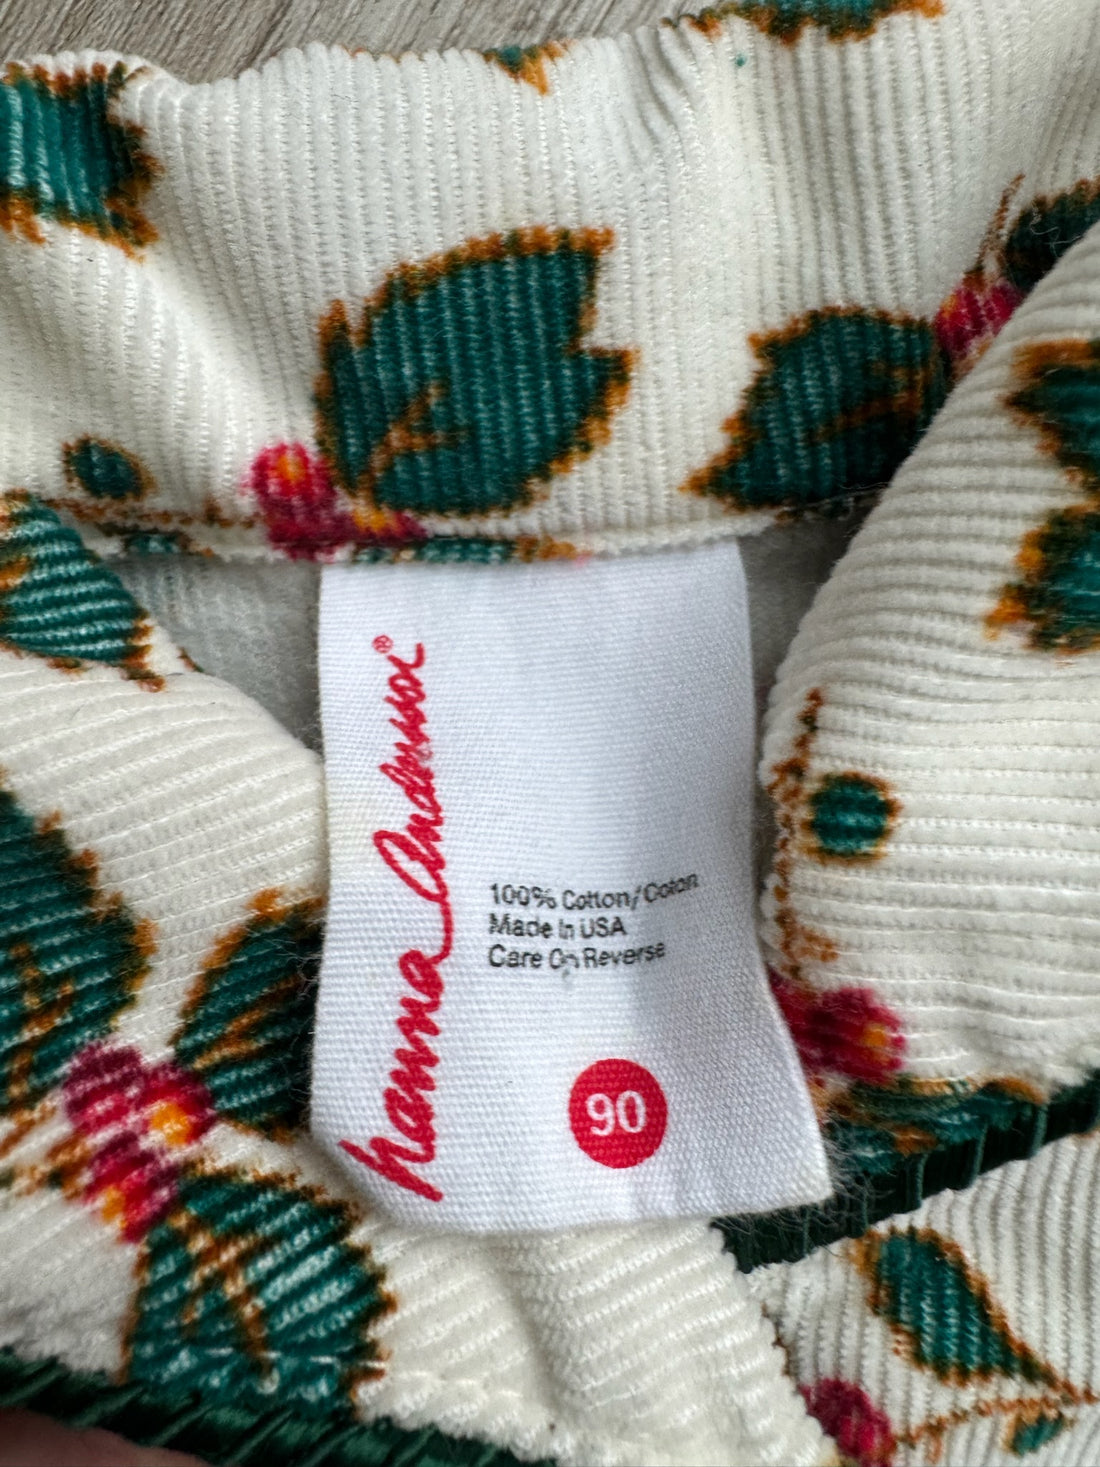 hanna Andersson®
100% Cotton/Coton
Made In USA
Care On Reverse
90